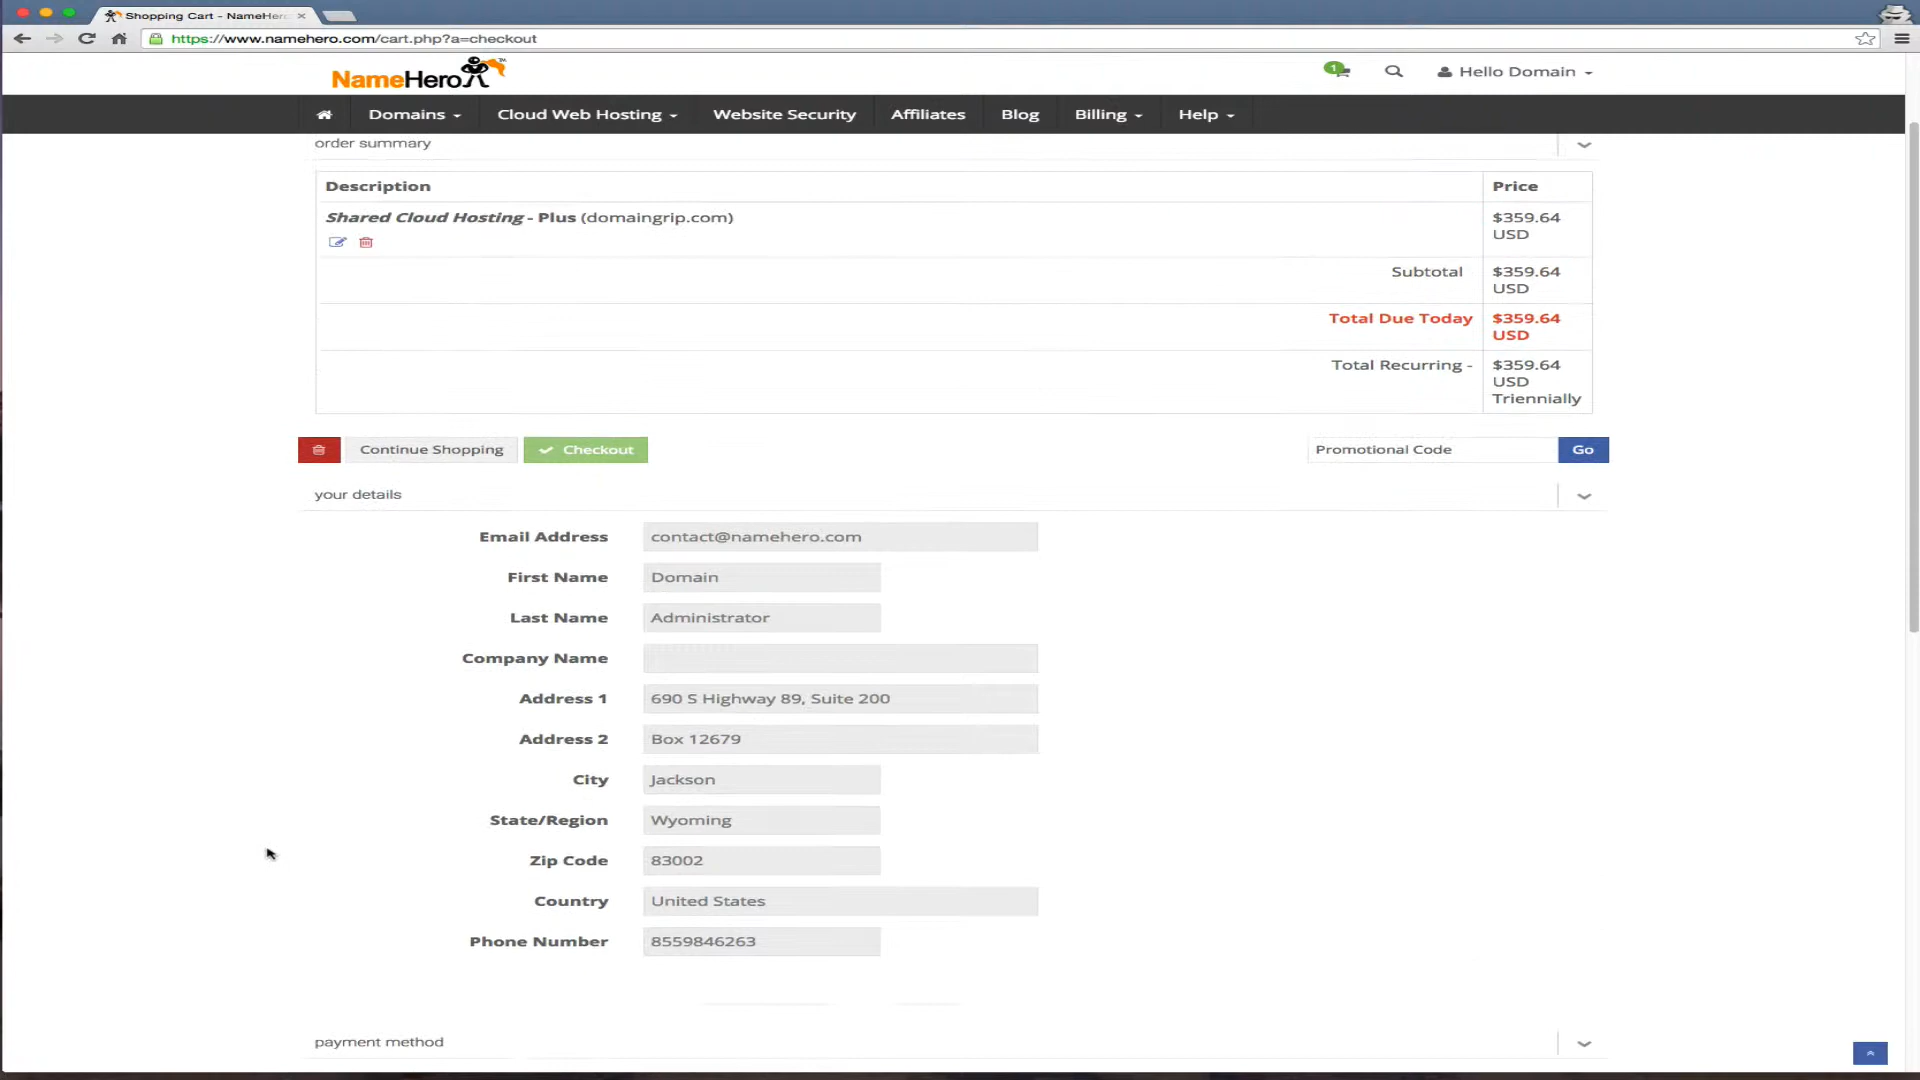 Shopping Cart - NameHero
https://www.namehero.com/cart.php?a=checkout
NameHero™
1
Hello Domain
Domains
Cloud Web Hosting
Website Security
Affiliates
Blog
Billing
Help
order summary
Description
Price
Shared Cloud Hosting - Plus (domaingrip.com)
$359.64
USD
Subtotal
$359.64
USD
Total Due Today
$359.64
USD
Total Recurring -
$359.64
USD
Triennially
Continue Shopping
Checkout
Promotional Code
Go
your details
Email Address
contact@namehero.com
First Name
Domain
Last Name
Administrator
Company Name
Address 1
690 S Highway 89, Suite 200
Address 2
Box 12679
City
Jackson
State/Region
Wyoming
Zip Code
83002
Country
United States
Phone Number
8559846263
payment method